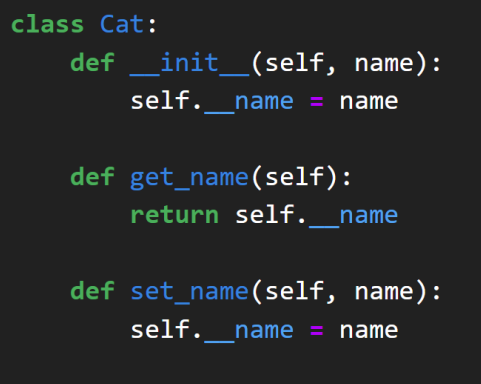 class Cat:
    def __init__(self, name):
        self.__name = name

    def get_name(self):
        return self.__name

    def set_name(self, name):
        self.__name = name